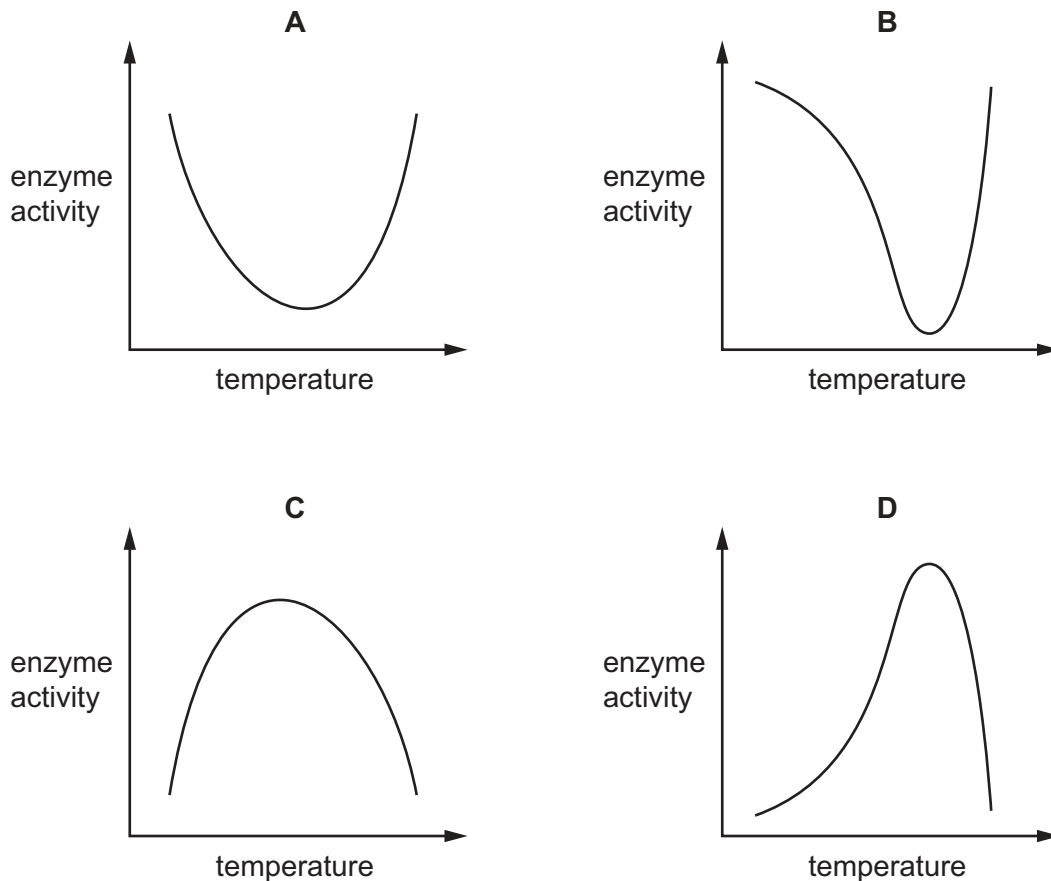 A
enzyme
activity
temperature
B
enzyme
activity
temperature
C
enzyme
activity
temperature
D
enzyme
activity
temperature